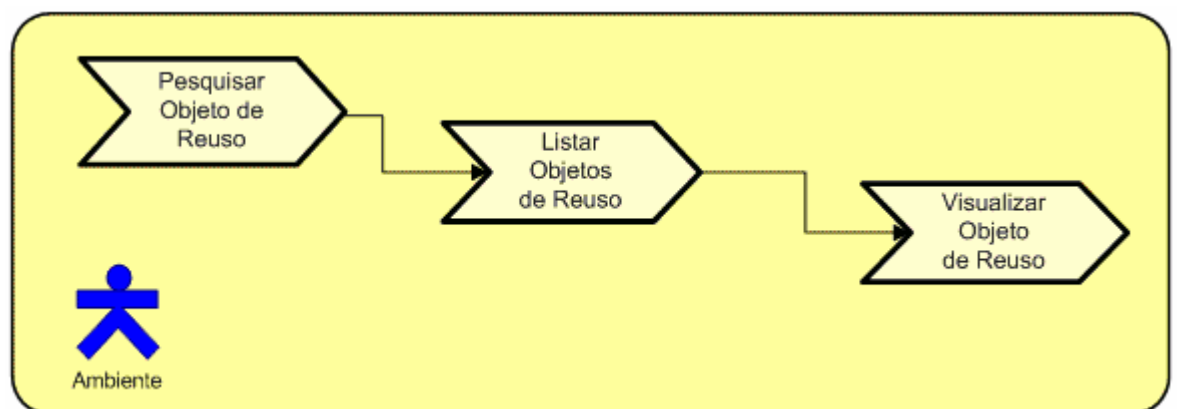 Pesquisar
Objeto de
Reuso
Listar
Objetos
de Reuso
Visualizar
Objeto
de Reuso
Ambiente